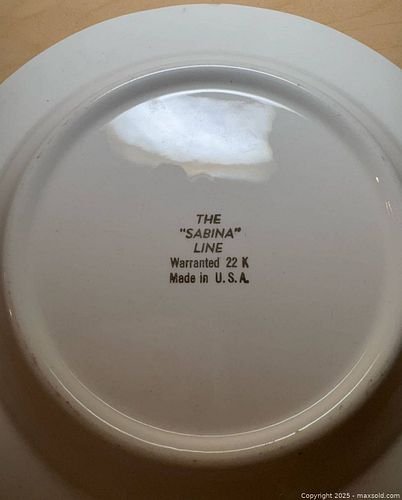 THE
"SABINA"
LINE
Warranted 22 K
Made in U.S.A.
Copyright 2025 - maxsold.com